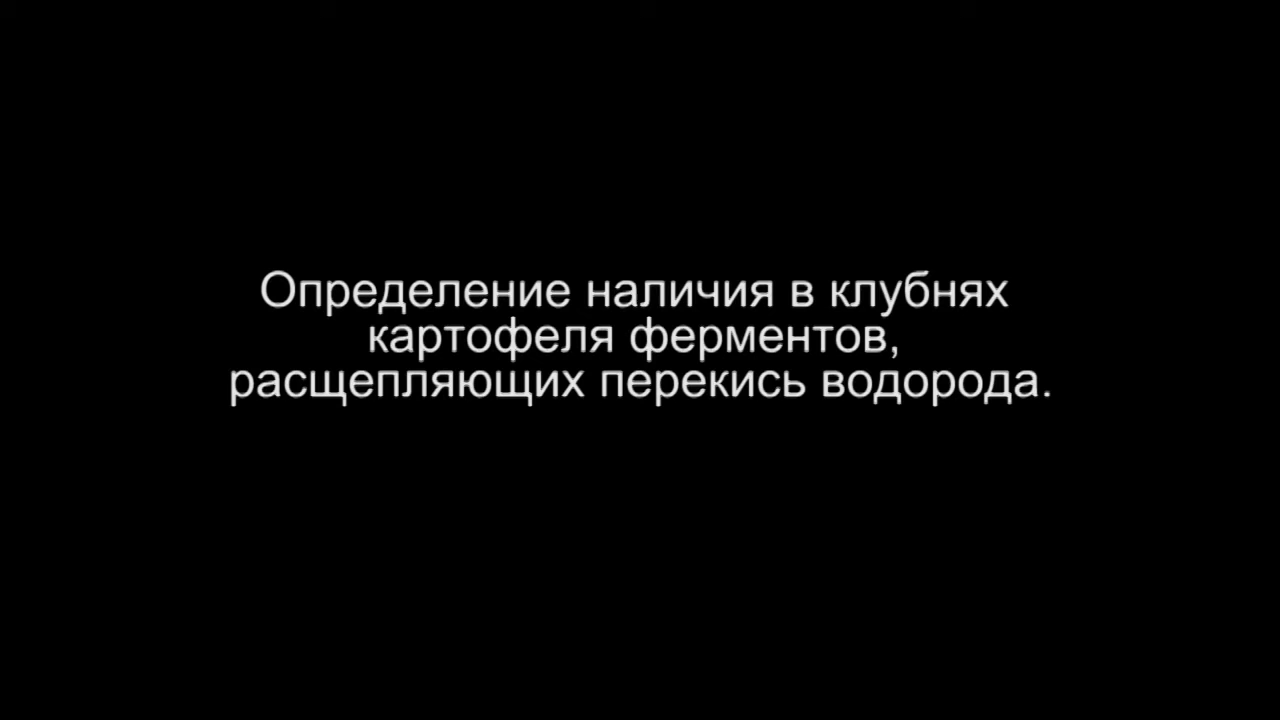 Определение наличия в клубнях
картофеля ферментов,
расщепляющих перекись водорода.